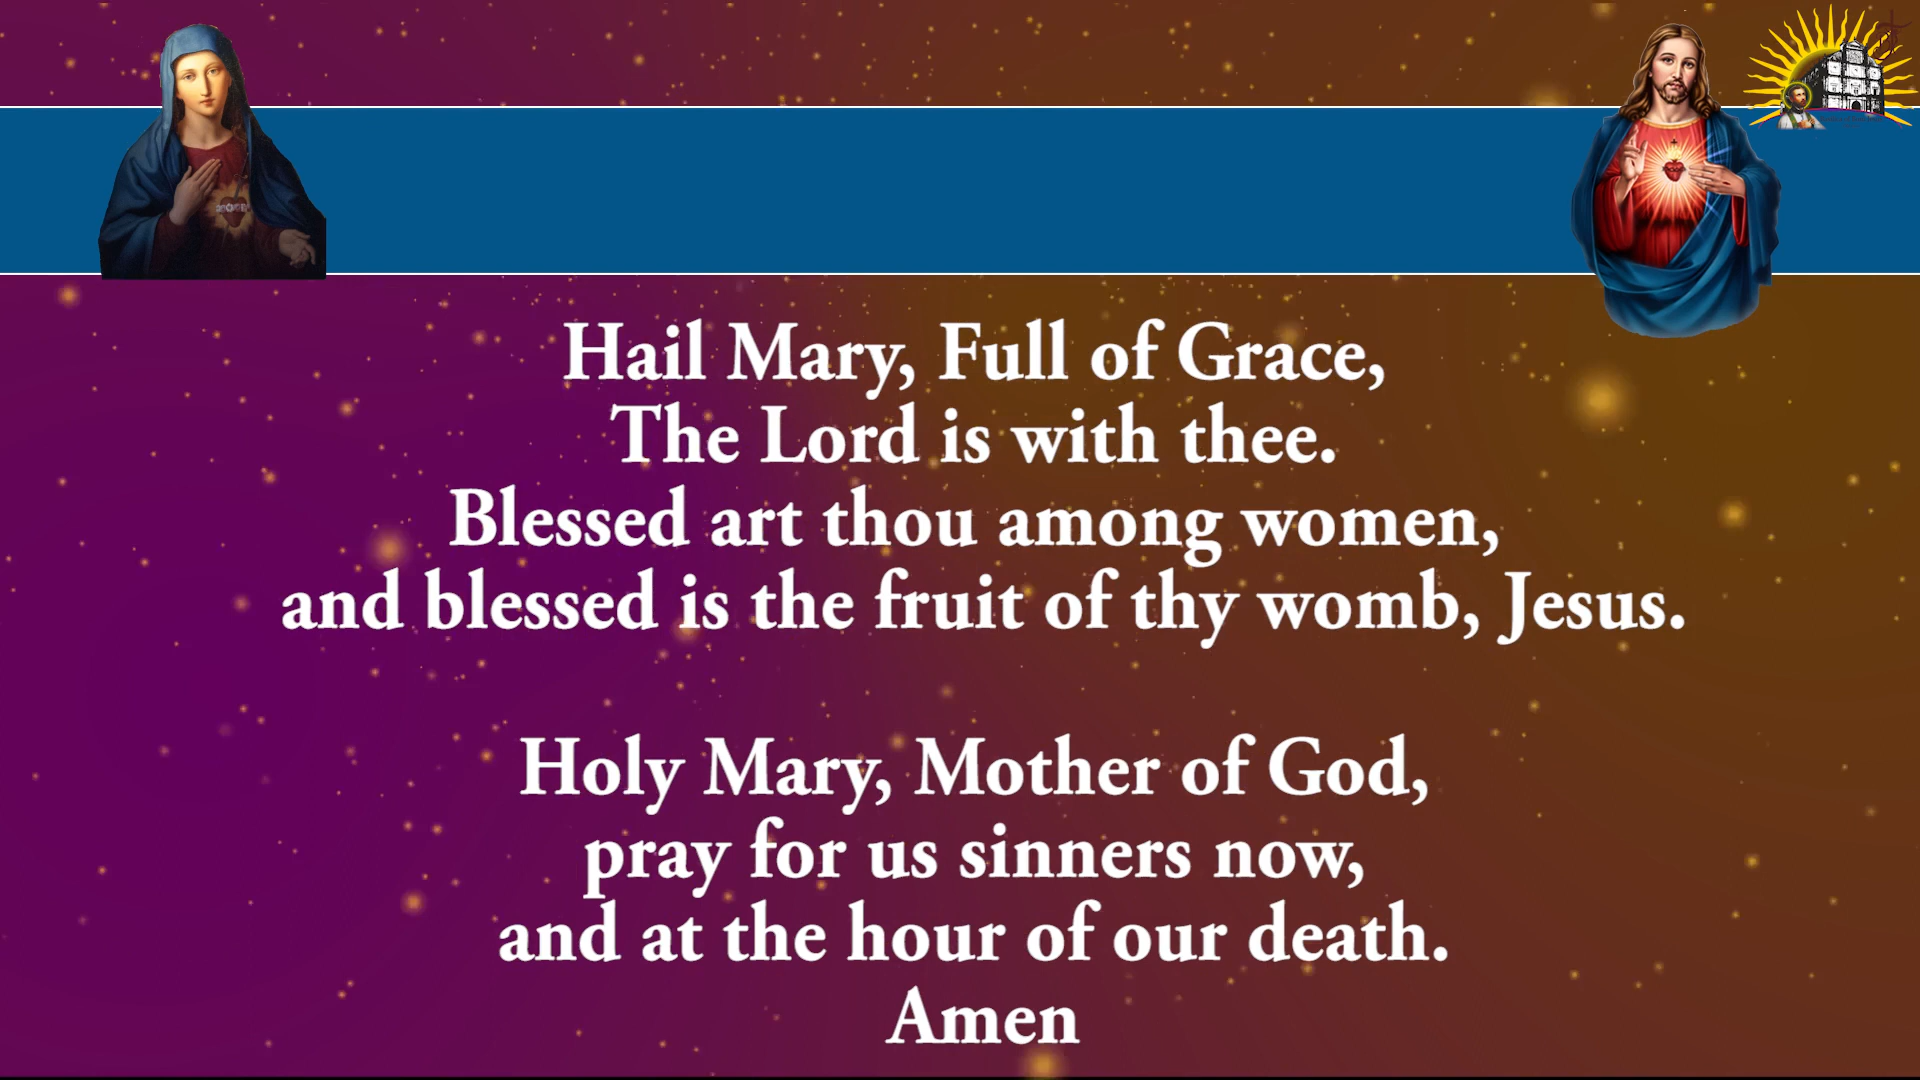 Hail Mary, Full of Grace,
The Lord is with thee.
Blessed art thou among women,
and blessed is the fruit of thy womb, Jesus.
Holy Mary, Mother of God,
pray for us sinners now,
and at the hour of our death.
Amen